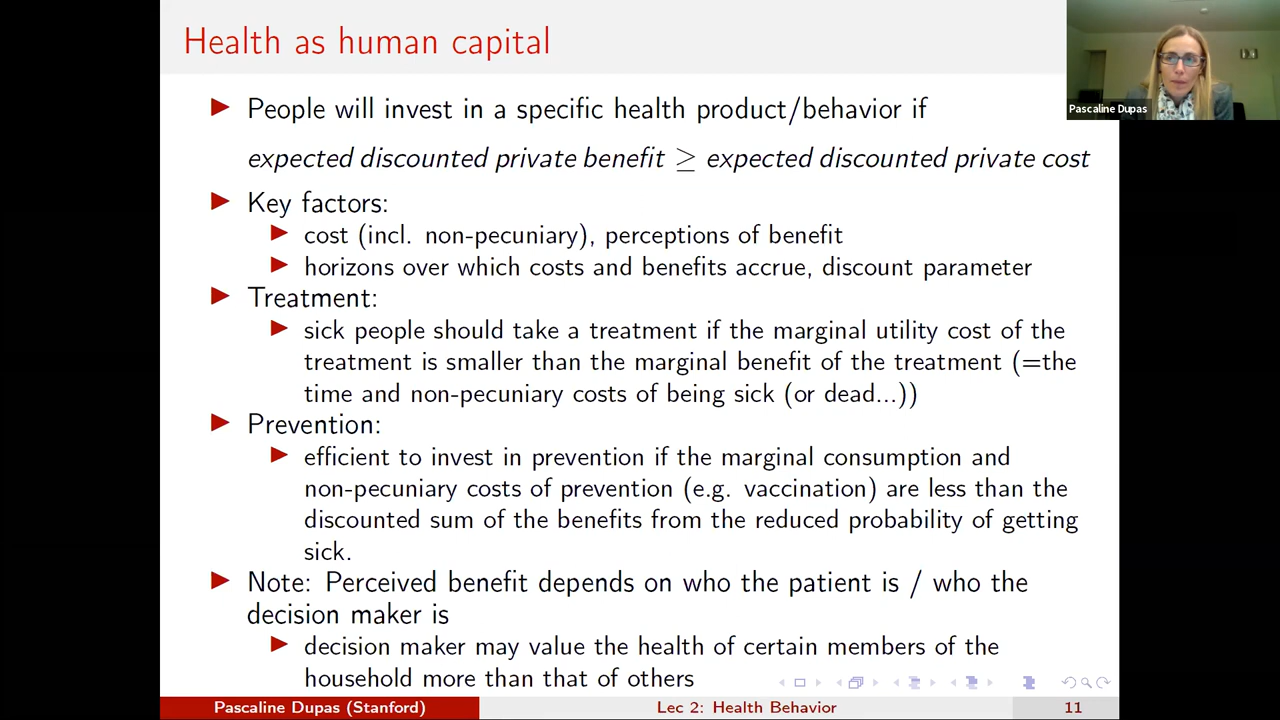 Health as human capital
Pascaline Dupas
▶ People will invest in a specific health product/behavior if
expected discounted private benefit ≥ expected discounted private cost
▶ Key factors:
▶ cost (incl. non-pecuniary), perceptions of benefit
▶ horizons over which costs and benefits accrue, discount parameter
▶ Treatment:
▶ sick people should take a treatment if the marginal utility cost of the
treatment is smaller than the marginal benefit of the treatment (=the
time and non-pecuniary costs of being sick (or dead...))
▶ Prevention:
▶ efficient to invest in prevention if the marginal consumption and
non-pecuniary costs of prevention (e.g. vaccination) are less than the
discounted sum of the benefits from the reduced probability of getting
sick.
▶ Note: Perceived benefit depends on who the patient is / who the
decision maker is
▶ decision maker may value the health of certain members of the
household more than that of others
Pascaline Dupas (Stanford)
Lec 2: Health Behavior
11